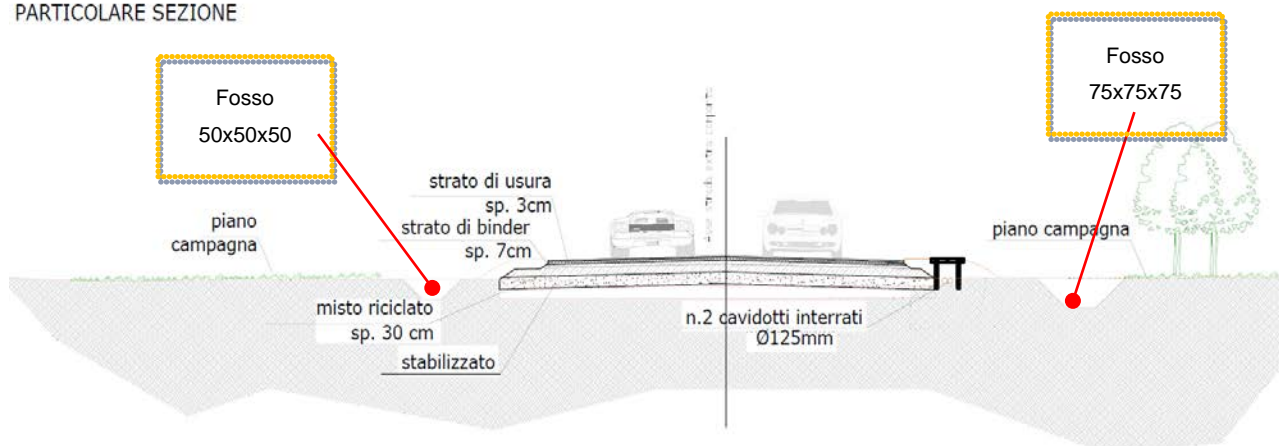 PARTICOLARE SEZIONE
Fosso
50x50x50
Fosso
75x75x75
strato di usura
sp. 3cm
strato di binder
sp. 7cm
piano
campagna
piano campagna
misto riciclato
sp. 30 cm
stabilizzato
n.2 cavidotti interrati
Ø125mm